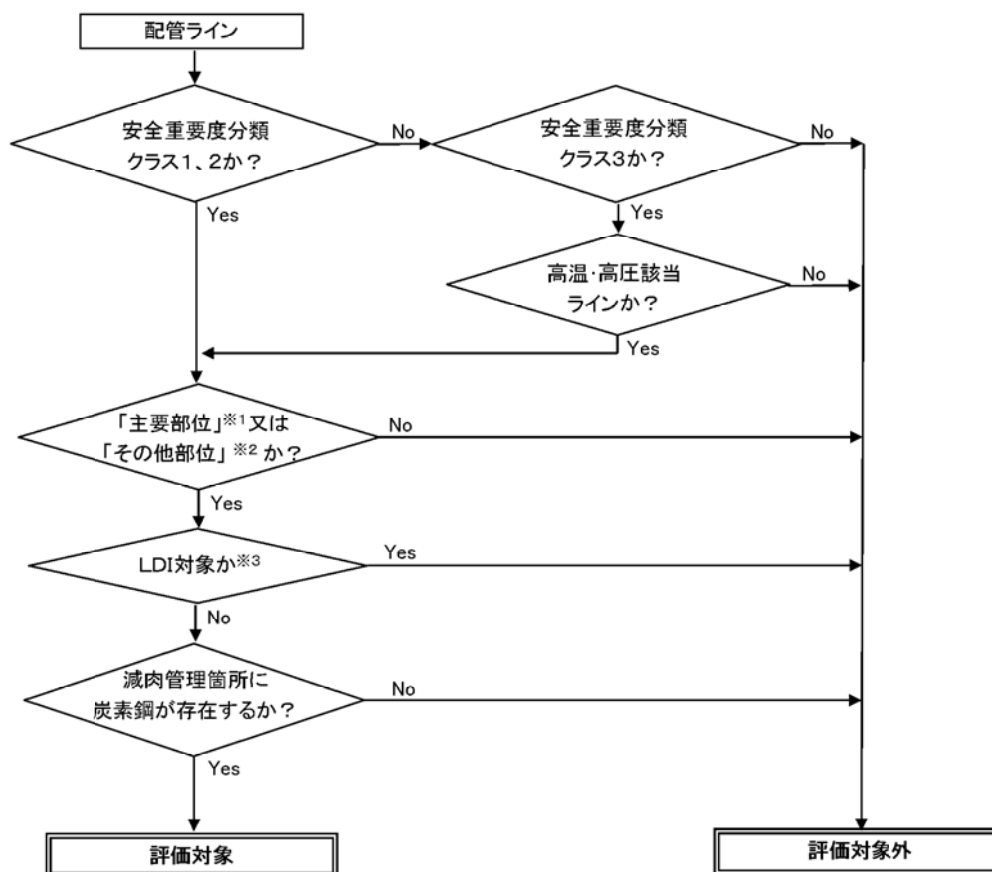 配管ライン
安全重要度分類
クラス1、2か？
No
安全重要度分類
クラス3か？
No
Yes
Yes
高温・高圧該当
ラインか？
No
Yes
「主要部位」※1又は
「その他部位」※2か？
No
Yes
LDI対象か※3
Yes
No
減肉管理箇所に
炭素鋼が存在するか？
No
Yes
評価対象
評価対象外